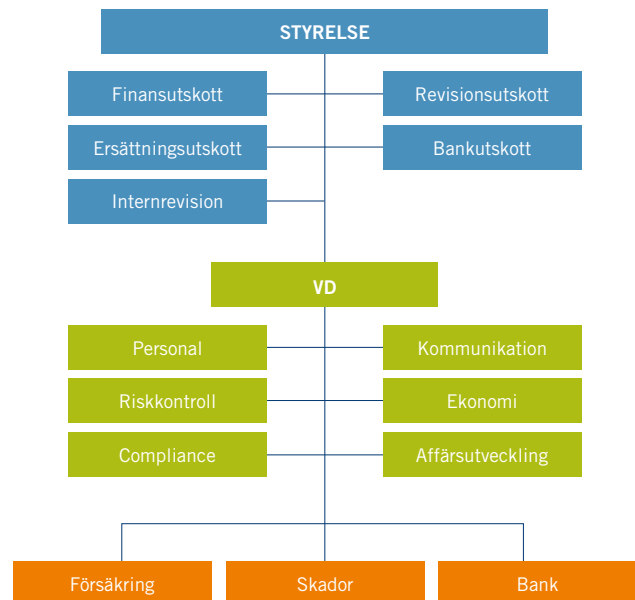 STYRELSE
Finansutskott
Revisionsutskott
Ersättningsutskott
Bankutskott
Internrevision
VD
Personal
Kommunikation
Riskkontroll
Ekonomi
Compliance
Affärsutveckling
Försäkring
Skador
Bank